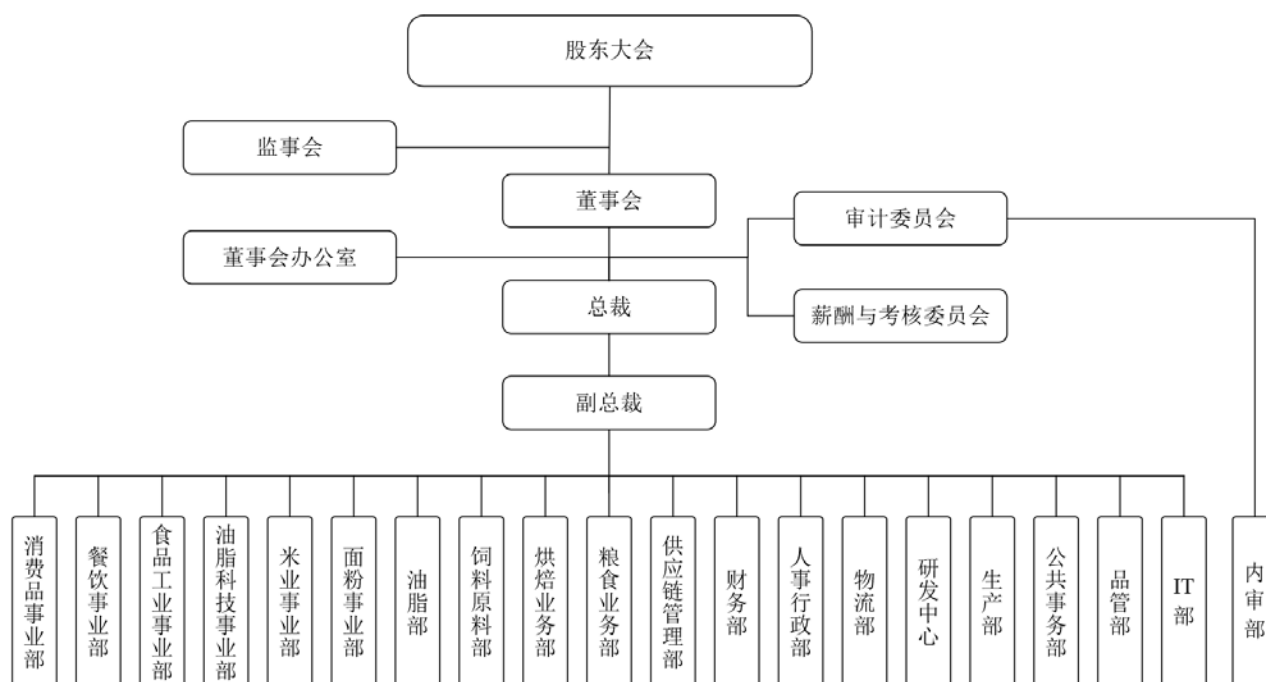 股东大会
监事会
董事会
审计委员会
董事会办公室
总裁
薪酬与考核委员会
副总裁
消费品事业部
餐饮事业部
食品工业事业部
油脂科技事业部
米业事业部
面粉事业部
油脂部
饲料原料部
烘焙业务部
粮食业务部
供应链管理部
财务部
人事行政部
物流部
研发中心
生产部
公共事务部
品管部
IT部
内审部